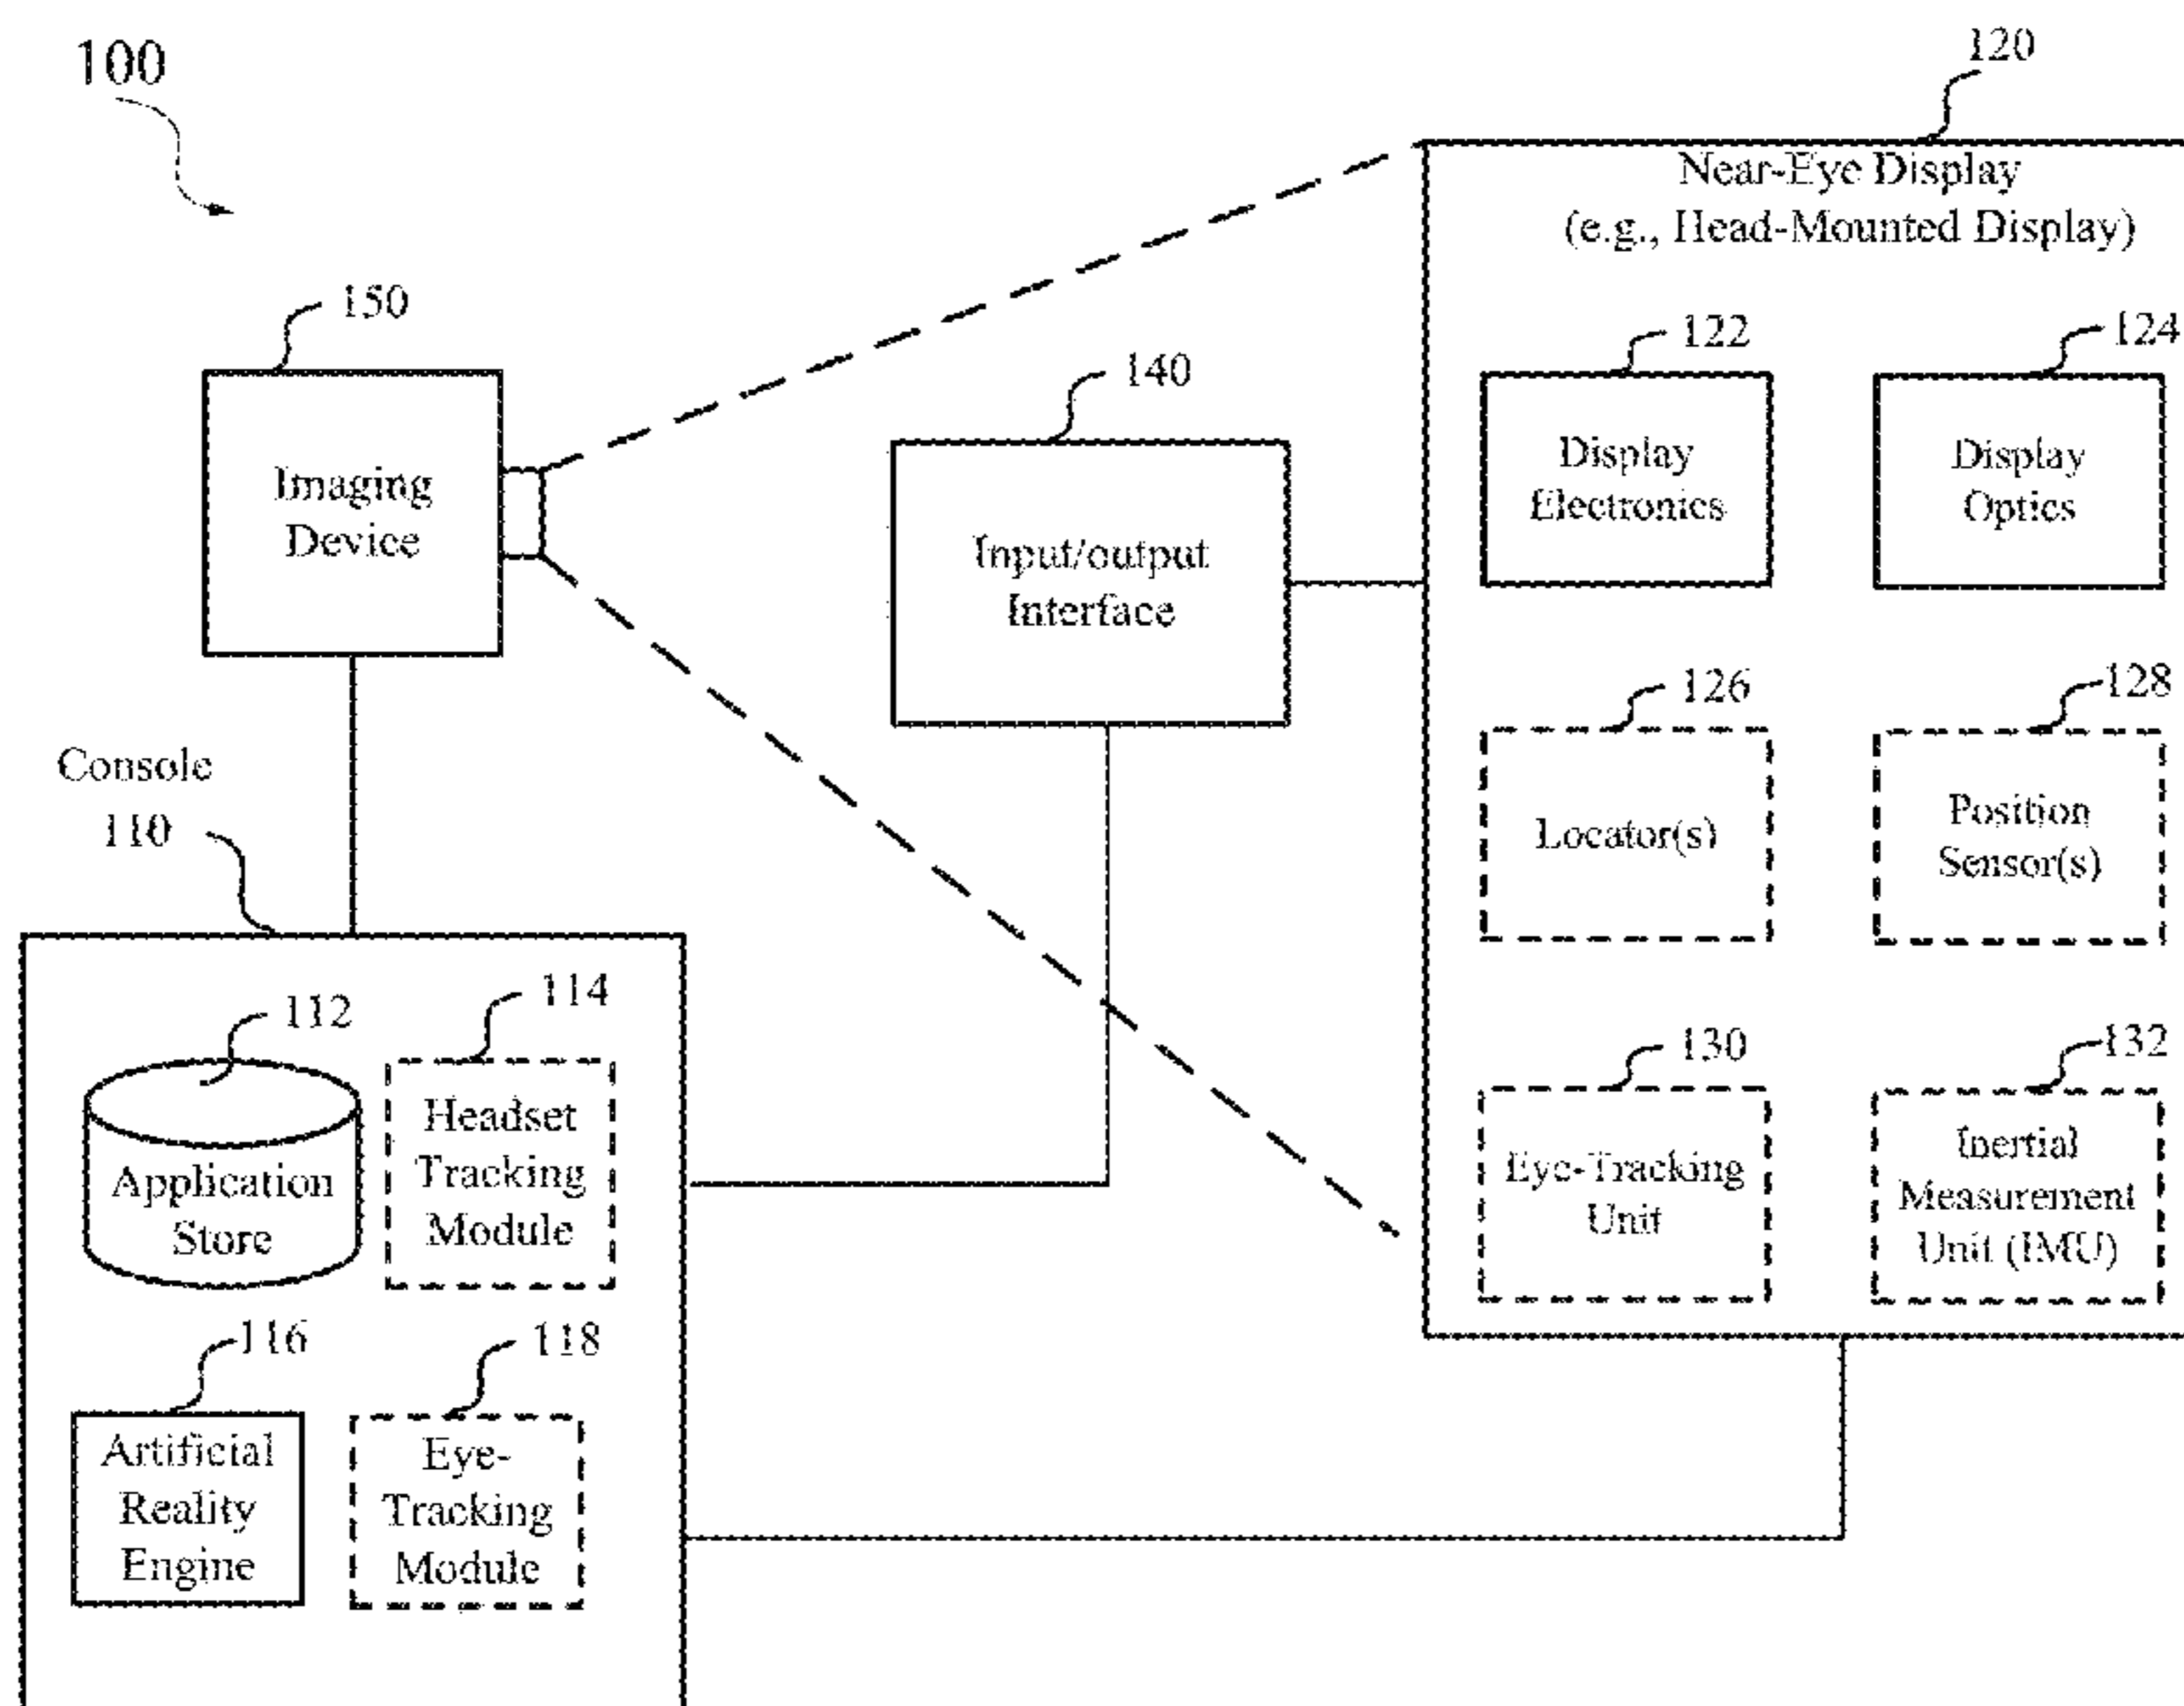 100
120
Near-Eye Display
(e.g., Head-Mounted Display)
150
Imaging
Device
140
Input/output
Interface
122
Display
Electronics
124
Display
Optics
126
Locator(s)
128
Position
Sensor(s)
130
Eye-Tracking
Unit
132
Inertial
Measurement
Unit (IMU)
Console
110
112
Application
Store
114
Headset
Tracking
Module
116
Artificial
Reality
Engine
118
Eye-
Tracking
Module